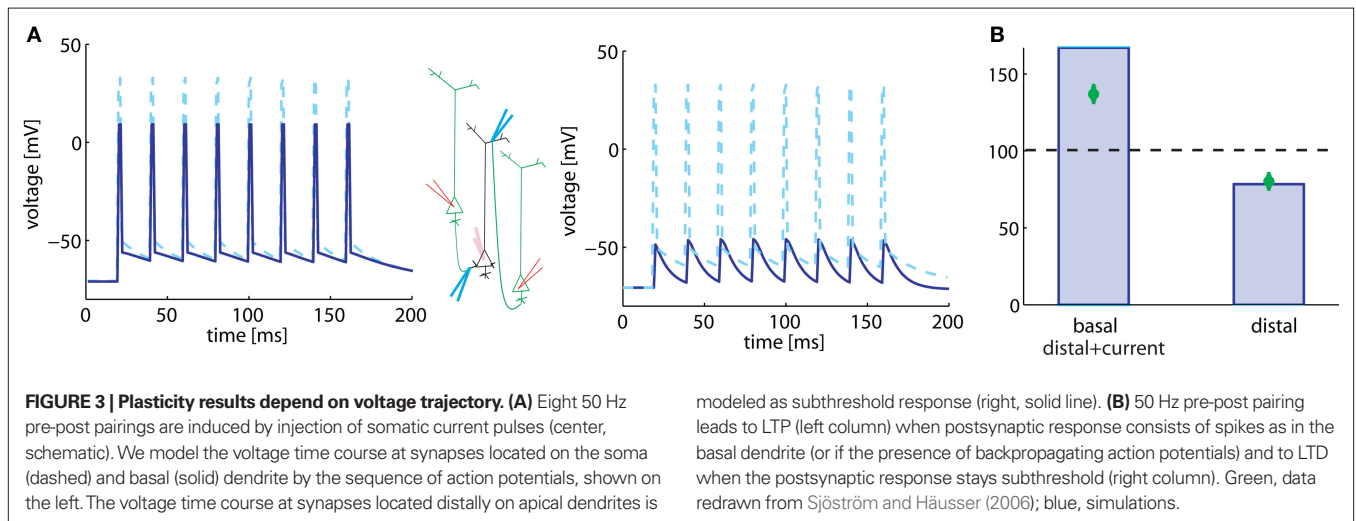 A
50
0
−50
voltage [mV]
0
50
100
150
200
time [ms]
50
0
−50
voltage [mV]
0
50
100
150
200
time [ms]
B
150
100
50
0
basal
distal+current
distal
FIGURE 3 | Plasticity results depend on voltage trajectory. (A) Eight 50 Hz
pre-post pairings are induced by injection of somatic current pulses (center,
schematic). We model the voltage time course at synapses located on the soma
(dashed) and basal (solid) dendrite by the sequence of action potentials, shown on
the left. The voltage time course at synapses located distally on apical dendrites is
modeled as subthreshold response (right, solid line). (B) 50 Hz pre-post pairing
leads to LTP (left column) when postsynaptic response consists of spikes as in the
basal dendrite (or if the presence of backpropagating action potentials) and to LTD
when the postsynaptic response stays subthreshold (right column). Green, data
redrawn from Sjöström and Häusser (2006); blue, simulations.